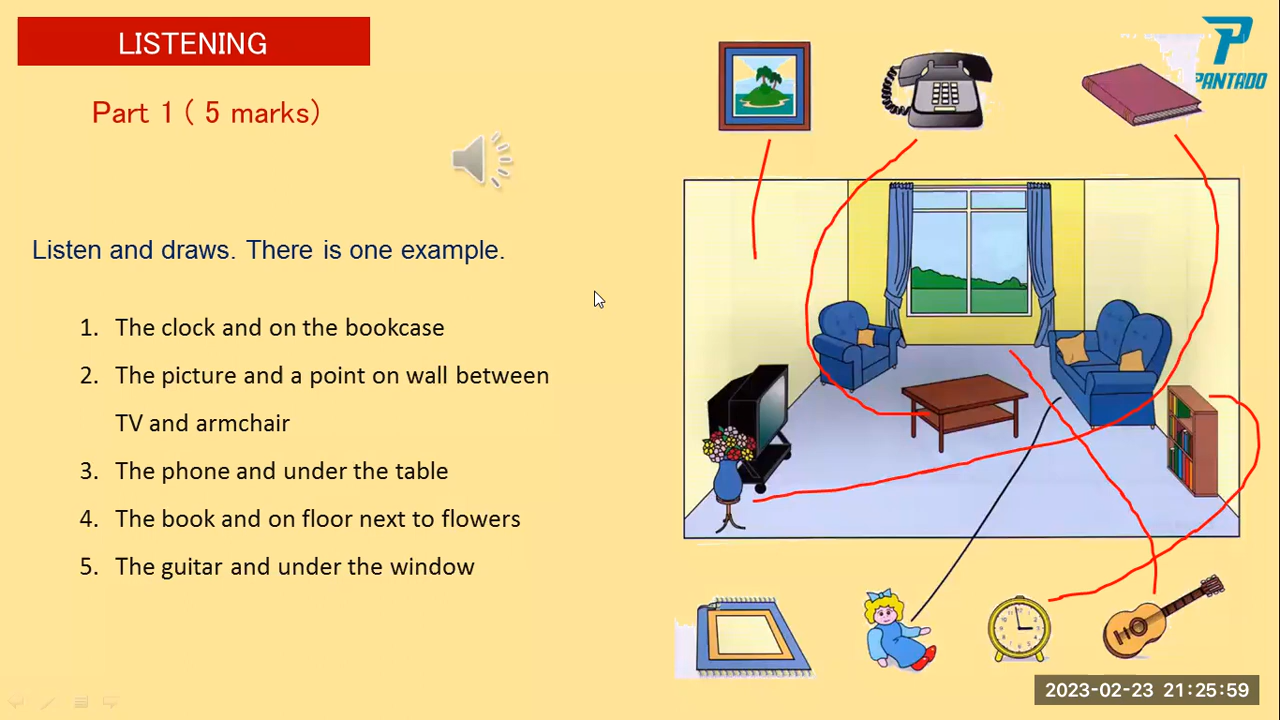 LISTENING
Part 1 ( 5 marks)
PANTADO
Listen and draws. There is one example.
1. The clock and on the bookcase
2. The picture and a point on wall between
TV and armchair
3. The phone and under the table
4. The book and on floor next to flowers
5. The guitar and under the window
2023-02-23 21:25:59